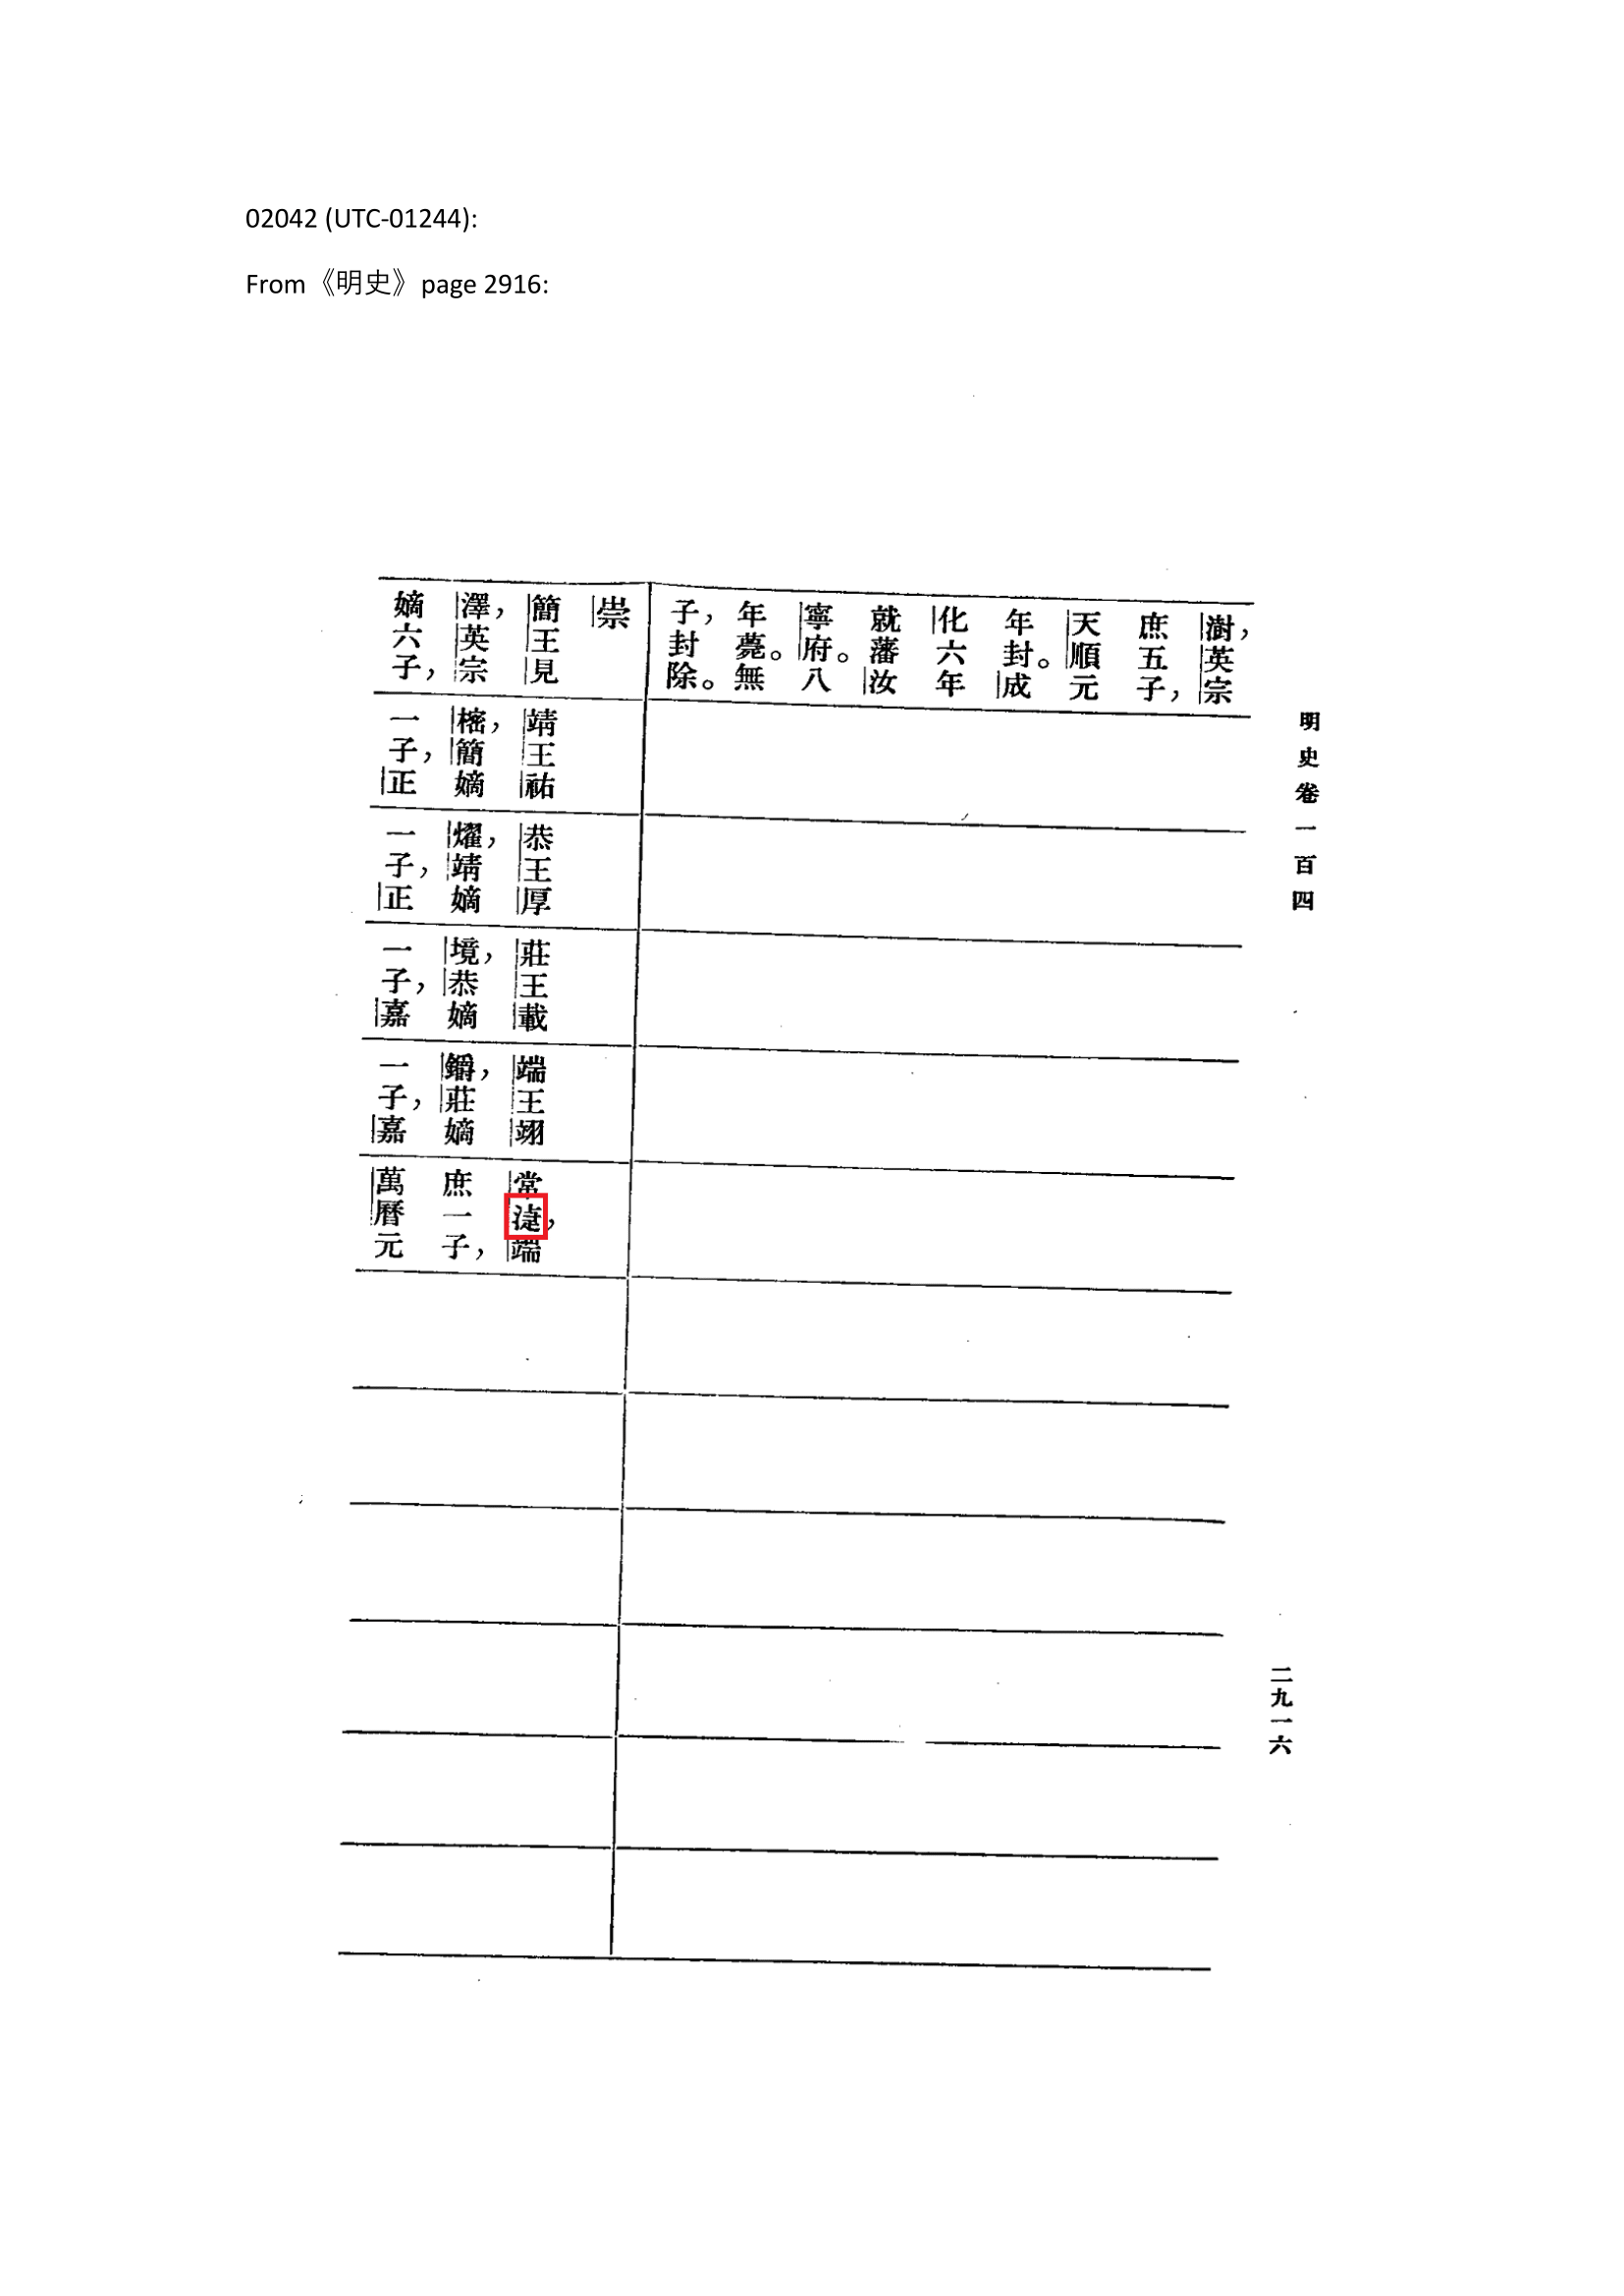 02042 (UTC-01244):
From《明史》page 2916:
明史卷一百四
澍，英宗
庶五子，
天順元
年封。成
化六年
就藩汝
寧府。八
年薨。無
子，封除。
崇
簡王見
澤，英宗
嫡六子，
靖王祐
樒，簡嫡
一子，正
恭王厚
燿，靖嫡
一子，正
莊王載
境，恭嫡
一子，嘉
端王翊
𨰜，莊嫡
一子，嘉
常，端
庶一子，
萬曆元
二九一六